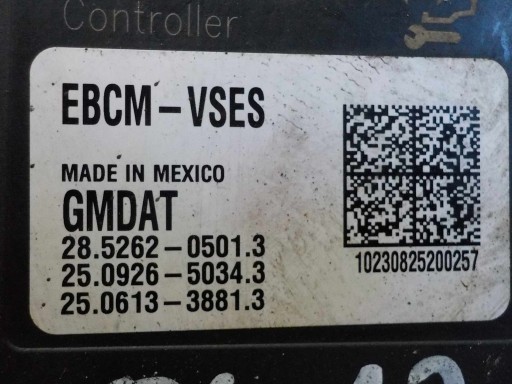 Controller
EBCM-VSES
MADE IN MEXICO
GMDAT
28.5262-0501.3
25.0926-5034.3
25.0613-3881.3
10230825200257